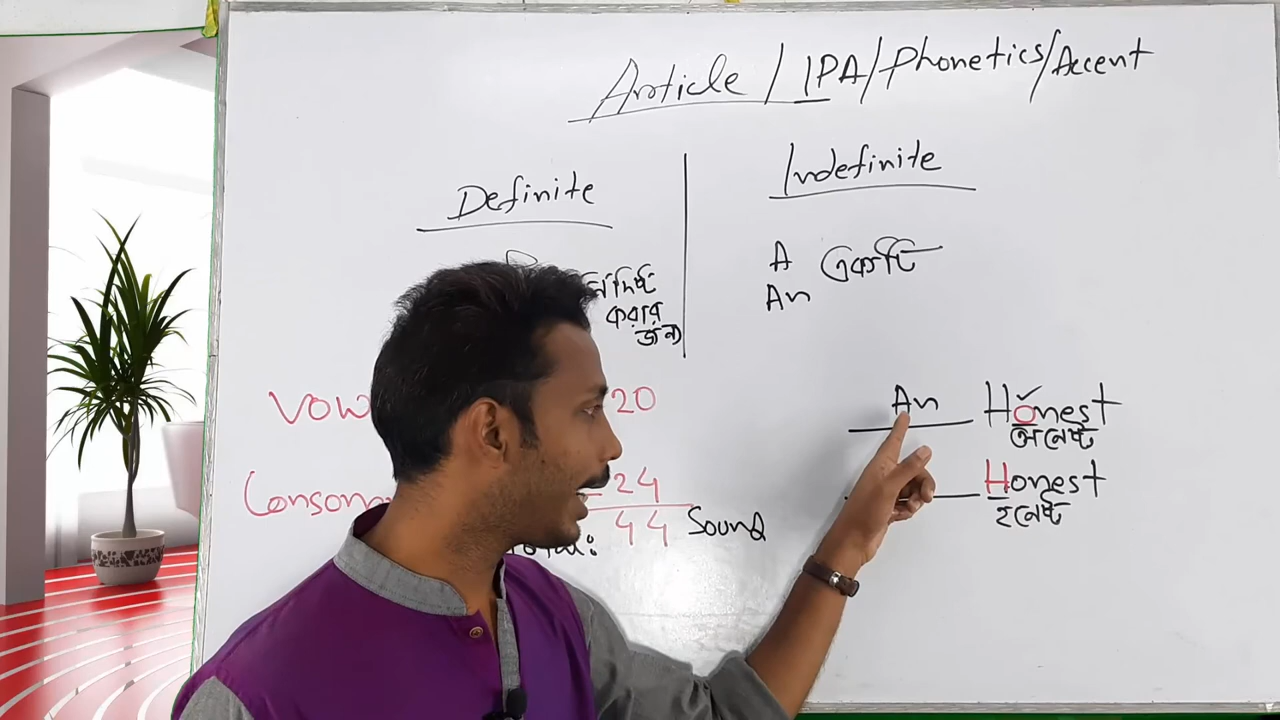 Article / IPA / Phonetics / Accent
Definite
নির্দিষ্ট
করার
জন্য
Indefinite
A একটি
An
Vow 20
Consona = 24
Total: 44 Sound
An Honest
অনেষ্ট
Honest
হনেষ্ট